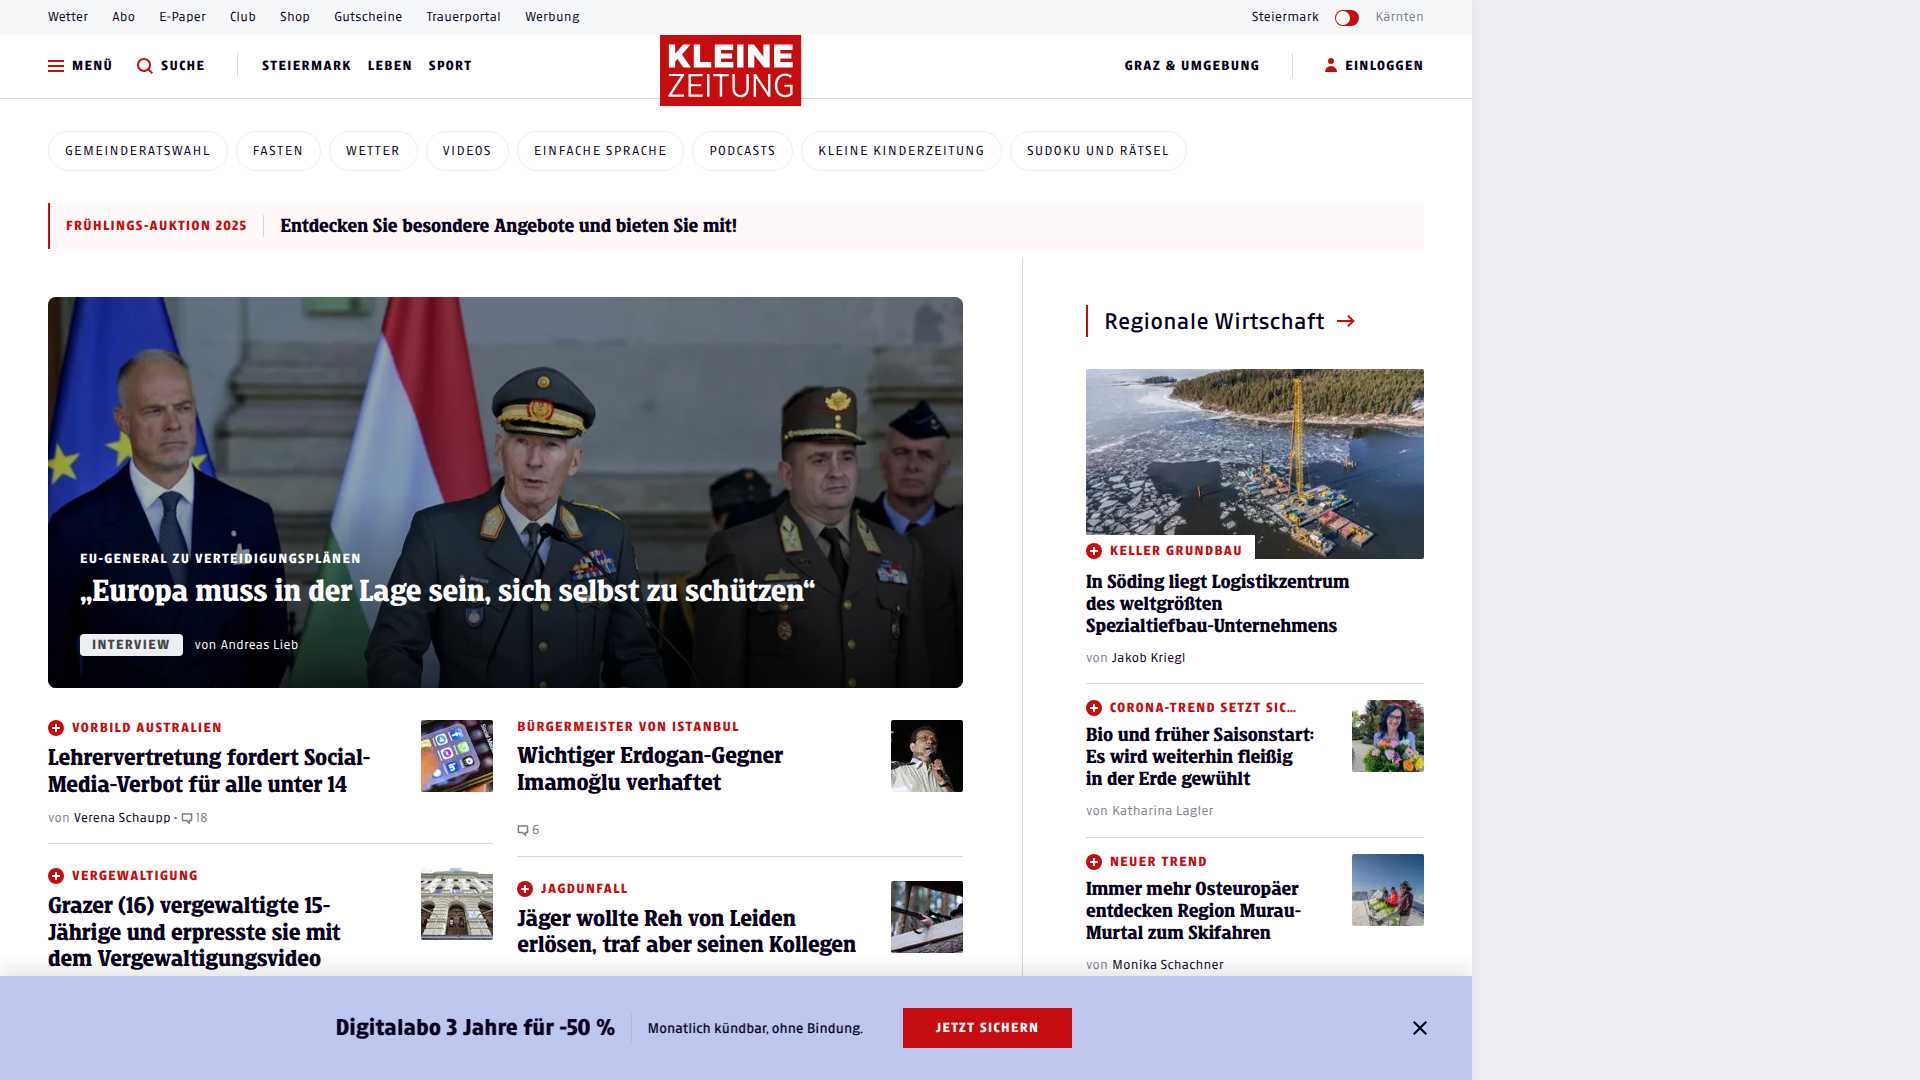 Wetter Abo E-Paper Club Shop Gutscheine Trauerportal Werbung Steiermark Kärnten
MENÜ SUCHE STEIERMARK LEBEN SPORT KLEINE ZEITUNG GRAZ & UMGEBUNG EINLOGGEN
GEMEINDERATSWAHL FASTEN WETTER VIDEOS EINFACHE SPRACHE PODCASTS KLEINE KINDERZEITUNG SUDOKU UND RÄTSEL
FRÜHLINGS-AUKTION 2025 Entdecken Sie besondere Angebote und bieten Sie mit!
EU-GENERAL ZU VERTEIDIGUNGSPLÄNEN
„Europa muss in der Lage sein, sich selbst zu schützen“
INTERVIEW von Andreas Lieb
VORBILD AUSTRALIEN
Lehrervertretung fordert Social-
Media-Verbot für alle unter 14
von Verena Schaupp - 18
VERGEWALTIGUNG
Grazer (16) vergewaltigte 15-
Jährige und erpresste sie mit
dem Vergewaltigungsvideo
BÜRGERMEISTER VON ISTANBUL
Wichtiger Erdogan-Gegner
Imamoğlu verhaftet
6
JAGDUNFALL
Jäger wollte Reh von Leiden
erlösen, traf aber seinen Kollegen
Regionale Wirtschaft
KELLER GRUNDBAU
In Söding liegt Logistikzentrum
des weltgrößten
Spezialtiefbau-Unternehmens
von Jakob Kriegl
CORONA-TREND SETZT SIC...
Bio und früher Saisonstart:
Es wird weiterhin fleißig
in der Erde gewühlt
von Katharina Lagler
NEUER TREND
Immer mehr Osteuropäer
entdecken Region Murau-
Murtal zum Skifahren
von Monika Schachner
Digitalabo 3 Jahre für -50 % Monatlich kündbar, ohne Bindung. JETZT SICHERN